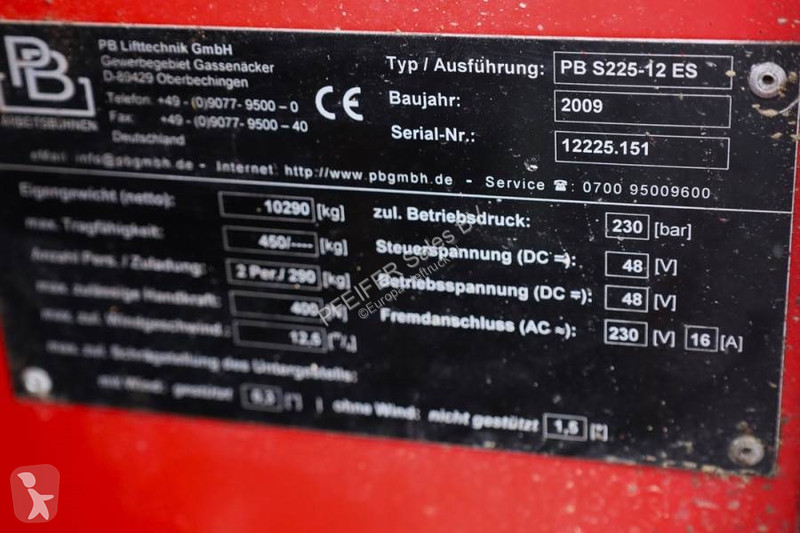 PB
ARBEITSBÜHNEN
PB Lifttechnik GmbH
Gewerbegebiet Gassenäcker
D-89429 Oberbechingen
Telefon: +49 - (0)9077- 9500 – 0
Fax: +49 - (0)9077- 9500 – 40
Deutschland
CE
Typ / Ausführung: PB S225-12 ES
Baujahr: 2009
Serial-Nr.: 12225.151
eMail: info@pbgmbh.de - Internet: http://www.pbgmbh.de - Service ☎: 0700 95009600
Eigengewicht (netto): 10290 [kg]
max. Tragfähigkeit: 450/---- [kg]
Anzahl Pers. / Zuladung: 2 Per./ 290 [kg]
max. zulässige Handkraft: 400 [N]
max. zul. Windgeschwind.: 12,5 [m/s]
max. zul. Schrägstellung des Untergestells:
mit Wind: gestützt 0,3 [°] | ohne Wind: nicht gestützt 1,5 [°]
zul. Betriebsdruck: 230 [bar]
Steuerspannung (DC =): 48 [V]
Betriebsspannung (DC =): 48 [V]
Fremdanschluss (AC ~): 230 [V] 16 [A]
PFEIFER Sales B.V.
©Europa